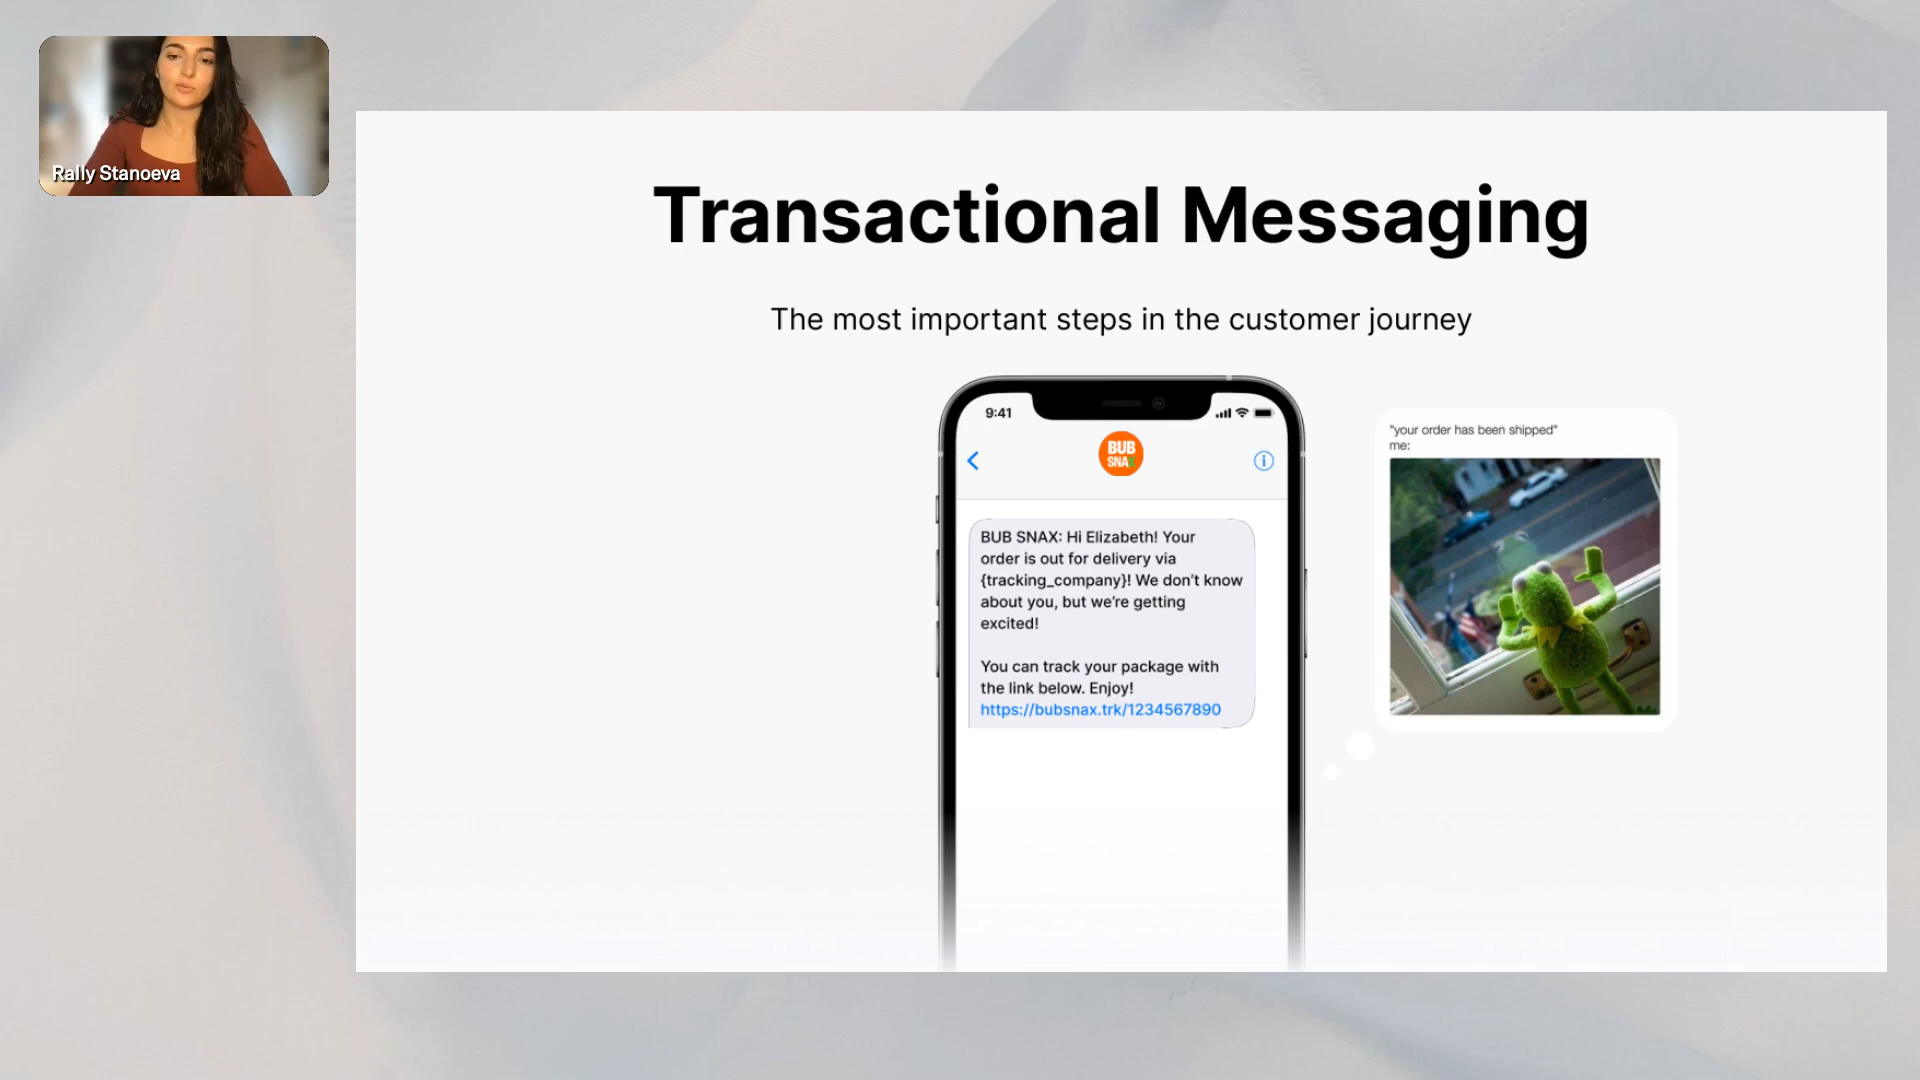 Rally Stanoeva
Transactional Messaging
The most important steps in the customer journey
9:41
BUB
SNAX
BUB SNAX: Hi Elizabeth! Your
order is out for delivery via
{tracking_company}! We don't know
about you, but we're getting
excited!
You can track your package with
the link below. Enjoy!
https://bubsnax.trk/1234567890
"your order has been shipped"
me: